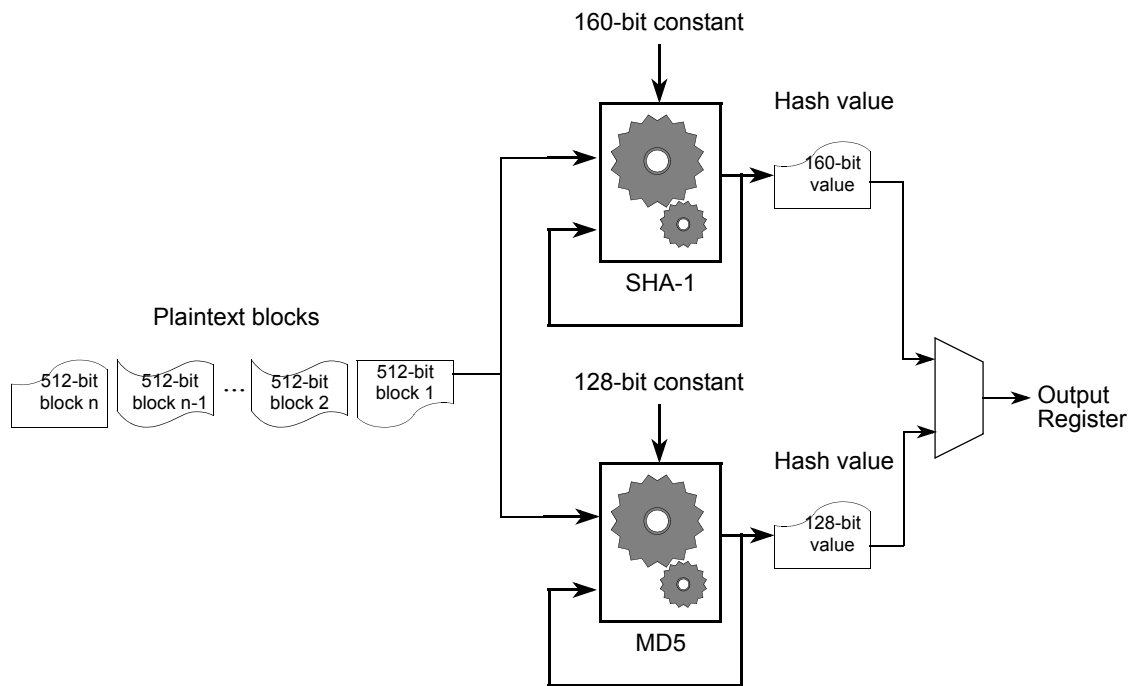 160-bit constant
Hash value
160-bit
value
SHA-1
Plaintext blocks
512-bit
block n
512-bit
block n-1
...
512-bit
block 2
512-bit
block 1
128-bit constant
Hash value
128-bit
value
MD5
Output
Register